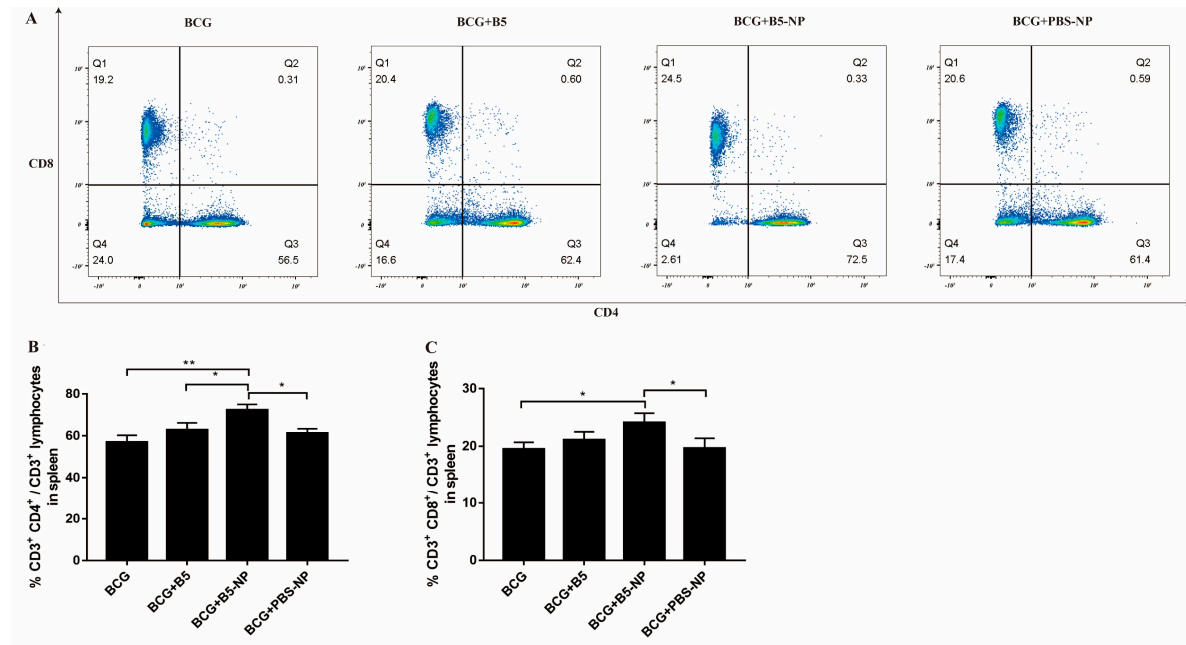 A
BCG
BCG+B5
BCG+B5-NP
BCG+PBS-NP
Q1
19.2
Q2
0.31
Q4
24.0
Q3
56.5
Q1
20.4
Q2
0.60
Q4
16.6
Q3
62.4
Q1
24.5
Q2
0.33
Q4
2.61
Q3
72.5
Q1
20.6
Q2
0.59
Q4
17.4
Q3
61.4
CD8
CD4
B
% CD3+ CD4+ / CD3+ lymphocytes
in spleen
80
60
40
20
0
**
*
*
BCG
BCG+B5
BCG+B5-NP
BCG+PBS-NP
C
% CD3+ CD8+/ CD3+ lymphocytes
in spleen
30
20
10
0
*
*
BCG
BCG+B5
BCG+B5-NP
BCG+PBS-NP